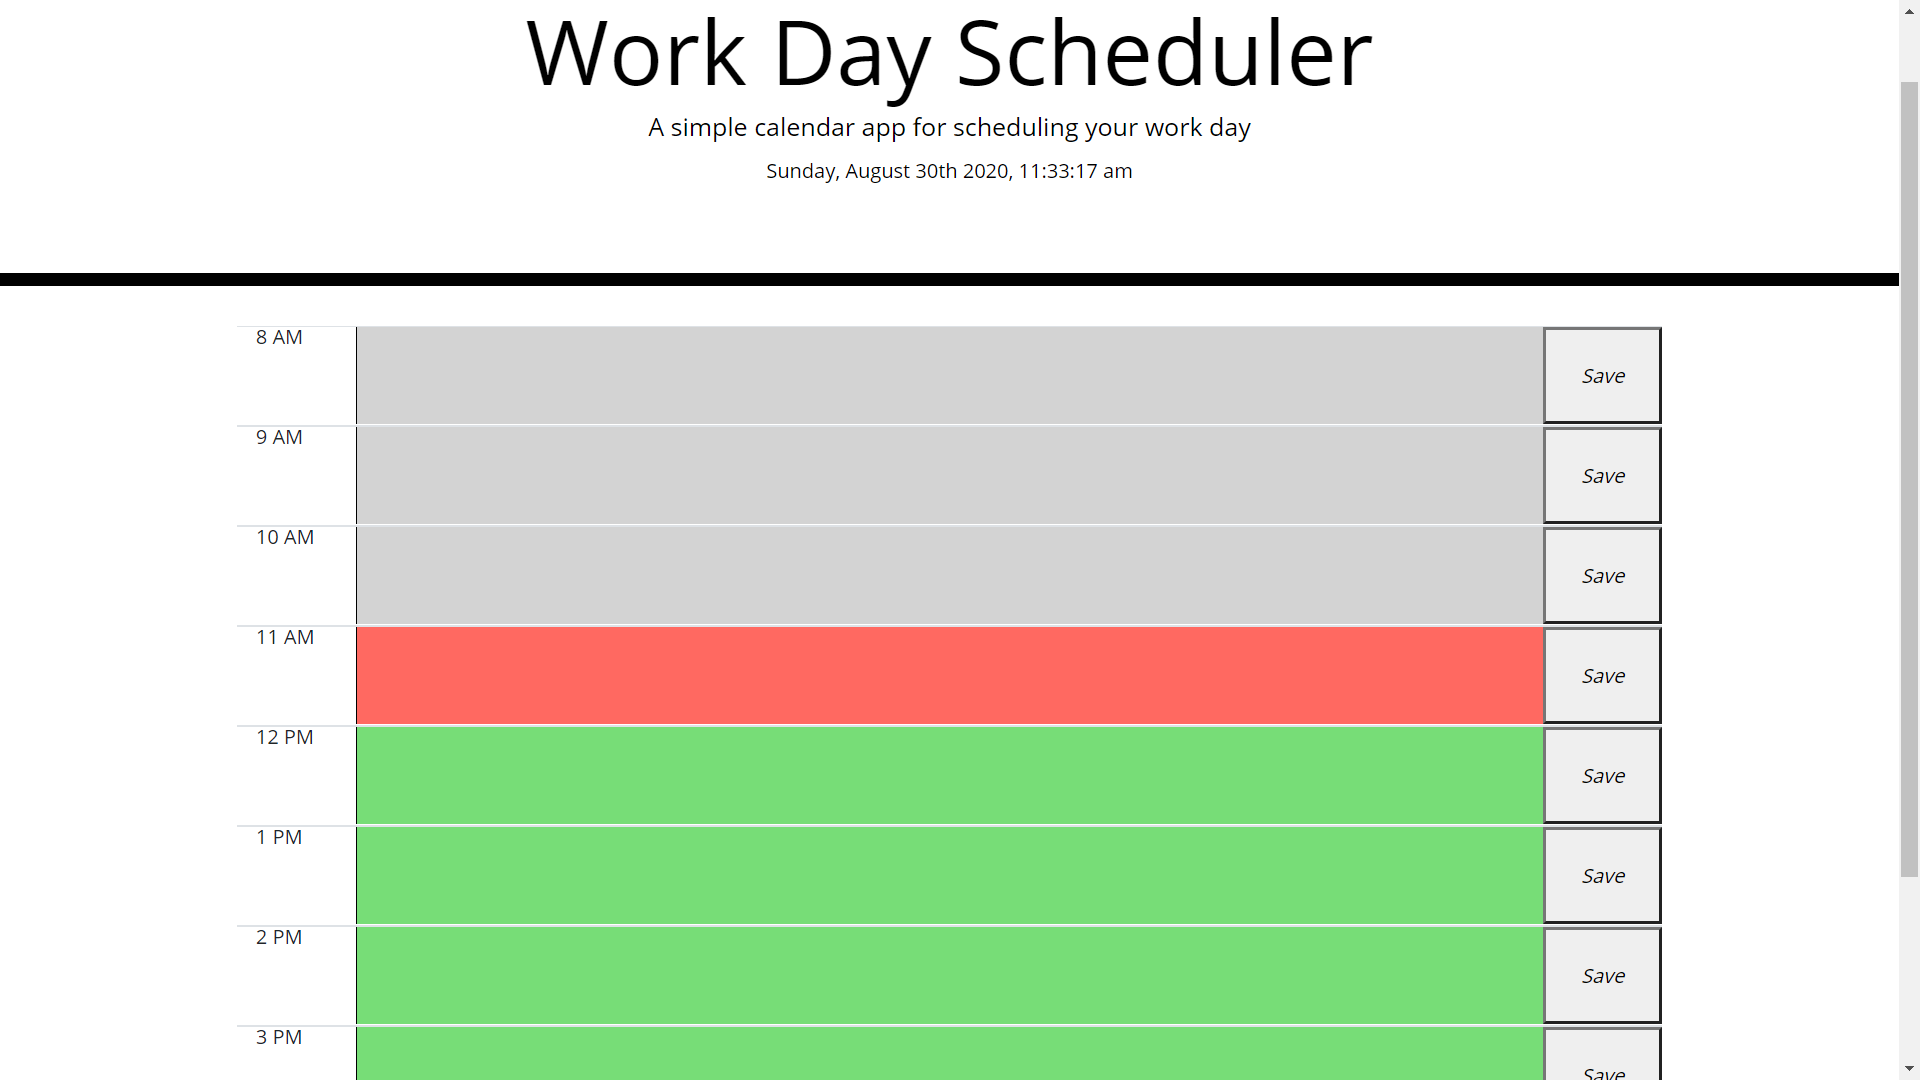 Work Day Scheduler
A simple calendar app for scheduling your work day
Sunday, August 30th 2020, 11:33:17 am
8 AM
Save
9 AM
Save
10 AM
Save
11 AM
Save
12 PM
Save
1 PM
Save
2 PM
Save
3 PM
Save